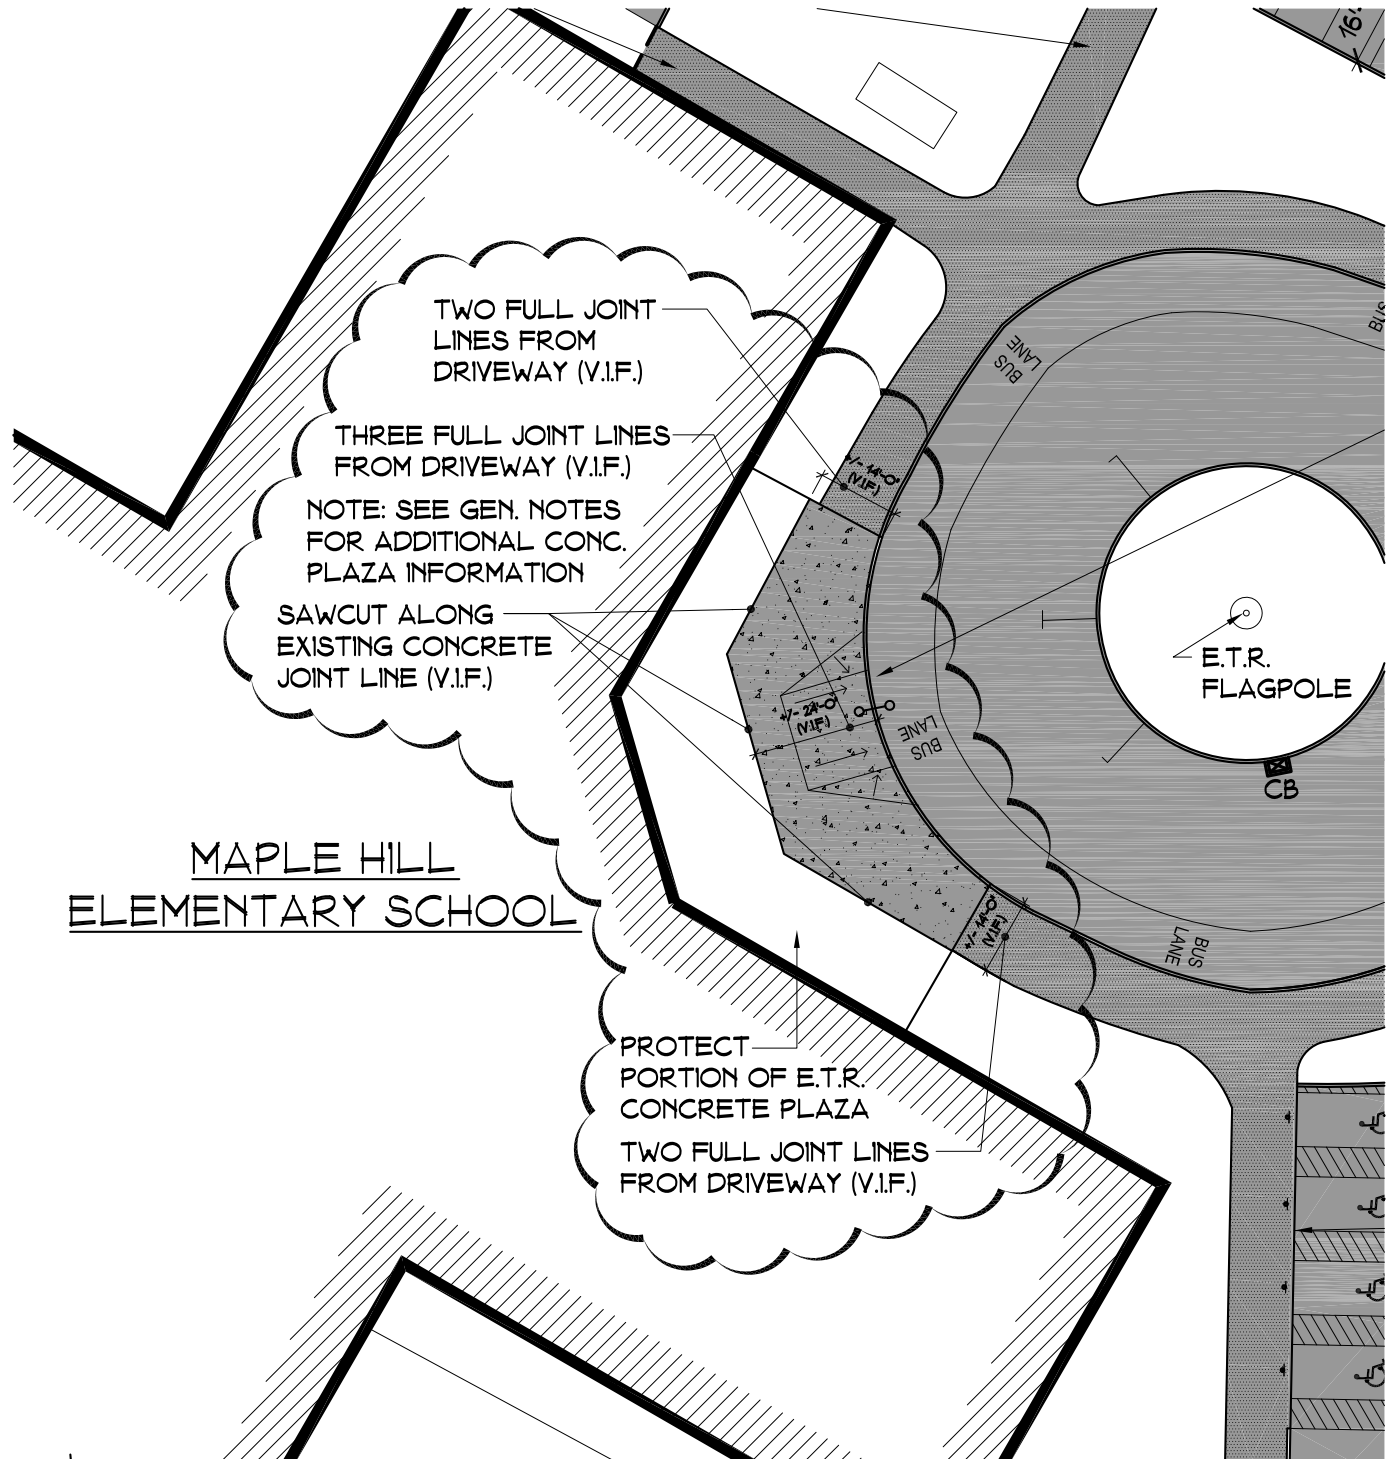 16'-
TWO FULL JOINT
LINES FROM
DRIVEWAY (V.I.F.)
THREE FULL JOINT LINES
FROM DRIVEWAY (V.I.F.)
NOTE: SEE GEN. NOTES
FOR ADDITIONAL CONC.
PLAZA INFORMATION
SAWCUT ALONG
EXISTING CONCRETE
JOINT LINE (V.I.F.)
BUS
LANE
BUS
+/- 14'-0"
(V.I.F.)
+/- 24'-0"
(V.I.F.)
BUS
LANE
E.T.R.
FLAGPOLE
CB
MAPLE HILL
ELEMENTARY SCHOOL
+/- 14'-0"
(V.I.F.)
BUS
LANE
PROTECT
PORTION OF E.T.R.
CONCRETE PLAZA
TWO FULL JOINT LINES
FROM DRIVEWAY (V.I.F.)